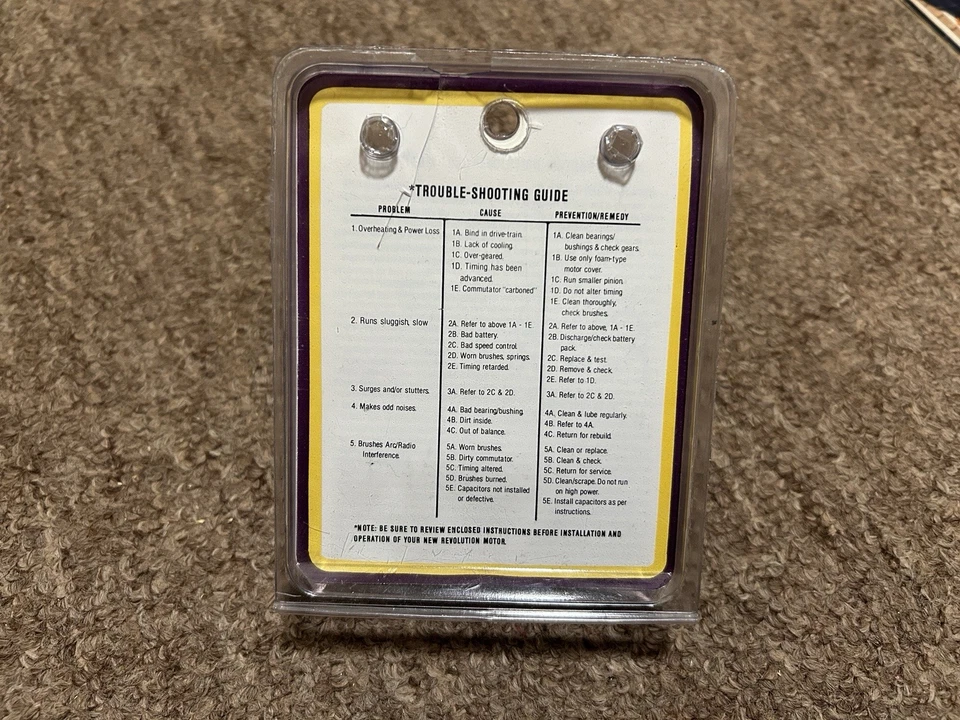 *TROUBLE-SHOOTING GUIDE
PROBLEM CAUSE PREVENTION/REMEDY
1. Overheating & Power Loss 1A. Bind in drive-train. 1A. Clean bearings/
bushings & check gears.
1B. Lack of cooling. 1B. Use only foam-type
motor cover.
1C. Over-geared. 1C. Run smaller pinion.
1D. Timing has been 1D. Do not alter timing
advanced.
1E. Commutator "carboned" 1E. Clean thoroughly,
check brushes.
2. Runs sluggish, slow 2A. Refer to above 1A - 1E. 2A. Refer to above, 1A - 1E.
2B. Bad battery. 2B. Discharge/check battery
pack.
2C. Bad speed control. 2C. Replace & test.
2D. Worn brushes, springs. 2D. Remove & check.
2E. Timing retarded. 2E. Refer to 1D.
3. Surges and/or stutters. 3A. Refer to 2C & 2D. 3A. Refer to 2C & 2D.
4. Makes odd noises. 4A. Bad bearing/bushing. 4A. Clean & lube regularly.
4B. Dirt inside. 4B. Refer to 4A.
4C. Out of balance. 4C. Return for rebuild.
5. Brushes Arc/Radio 5A. Worn brushes. 5A. Clean or replace.
Interference. 5B. Dirty commutator. 5B. Clean & check.
5C. Timing altered. 5C. Return for service.
5D. Brushes burned. 5D. Clean/scrape. Do not run
on high power.
5E. Capacitors not installed 5E. Install capacitors as per
or defective. instructions.
*NOTE: BE SURE TO REVIEW ENCLOSED INSTRUCTIONS BEFORE INSTALLATION AND
OPERATION OF YOUR NEW REVOLUTION MOTOR.